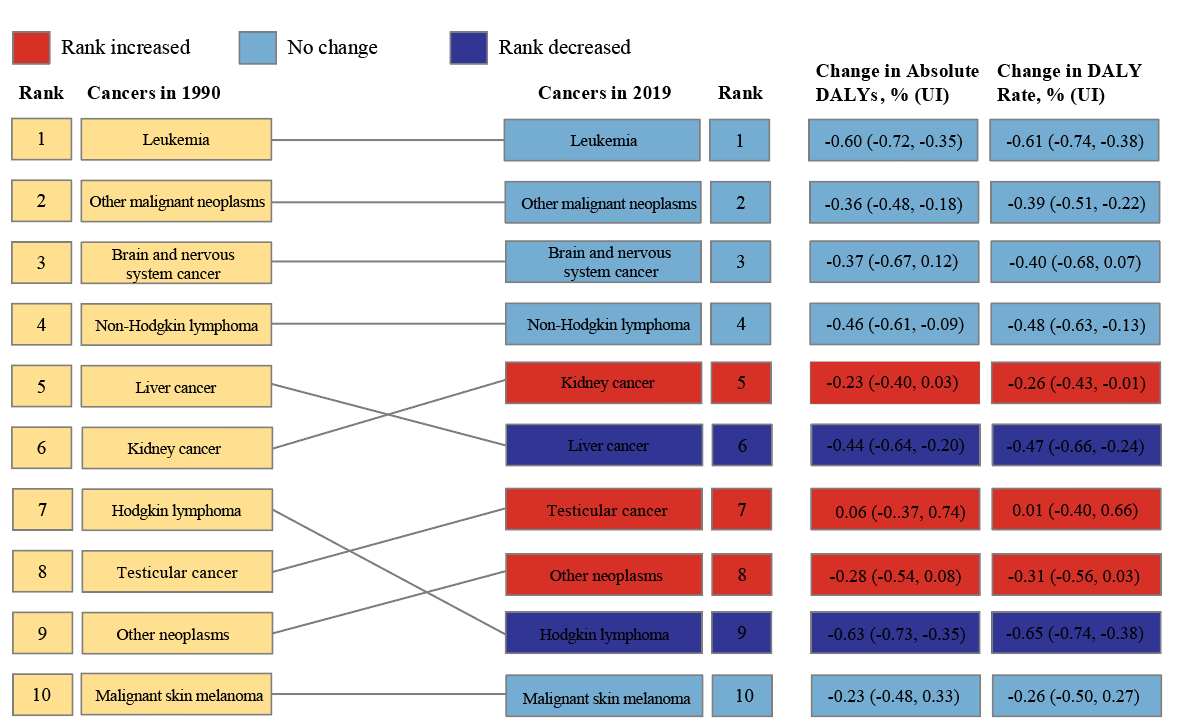 Rank increased
No change
Rank decreased
Change in Absolute
DALYs, % (UI)
Change in DALY
Rate, % (UI)
Rank
Cancers in 1990
Cancers in 2019
Rank
1
Leukemia
Leukemia
1
-0.60 (-0.72, -0.35)
-0.61 (-0.74, -0.38)
2
Other malignant neoplasms
Other malignant neoplasms
2
-0.36 (-0.48, -0.18)
-0.39 (-0.51, -0.22)
3
Brain and nervous
system cancer
Brain and nervous
system cancer
3
-0.37 (-0.67, 0.12)
-0.40 (-0.68, 0.07)
4
Non-Hodgkin lymphoma
Non-Hodgkin lymphoma
4
-0.46 (-0.61, -0.09)
-0.48 (-0.63, -0.13)
5
Liver cancer
Kidney cancer
5
-0.23 (-0.40, 0.03)
-0.26 (-0.43, -0.01)
6
Kidney cancer
Liver cancer
6
-0.44 (-0.64, -0.20)
-0.47 (-0.66, -0.24)
7
Hodgkin lymphoma
Testicular cancer
7
0.06 (-0..37, 0.74)
0.01 (-0.40, 0.66)
8
Testicular cancer
Other neoplasms
8
-0.28 (-0.54, 0.08)
-0.31 (-0.56, 0.03)
9
Other neoplasms
Hodgkin lymphoma
9
-0.63 (-0.73, -0.35)
-0.65 (-0.74, -0.38)
10
Malignant skin melanoma
Malignant skin melanoma
10
-0.23 (-0.48, 0.33)
-0.26 (-0.50, 0.27)